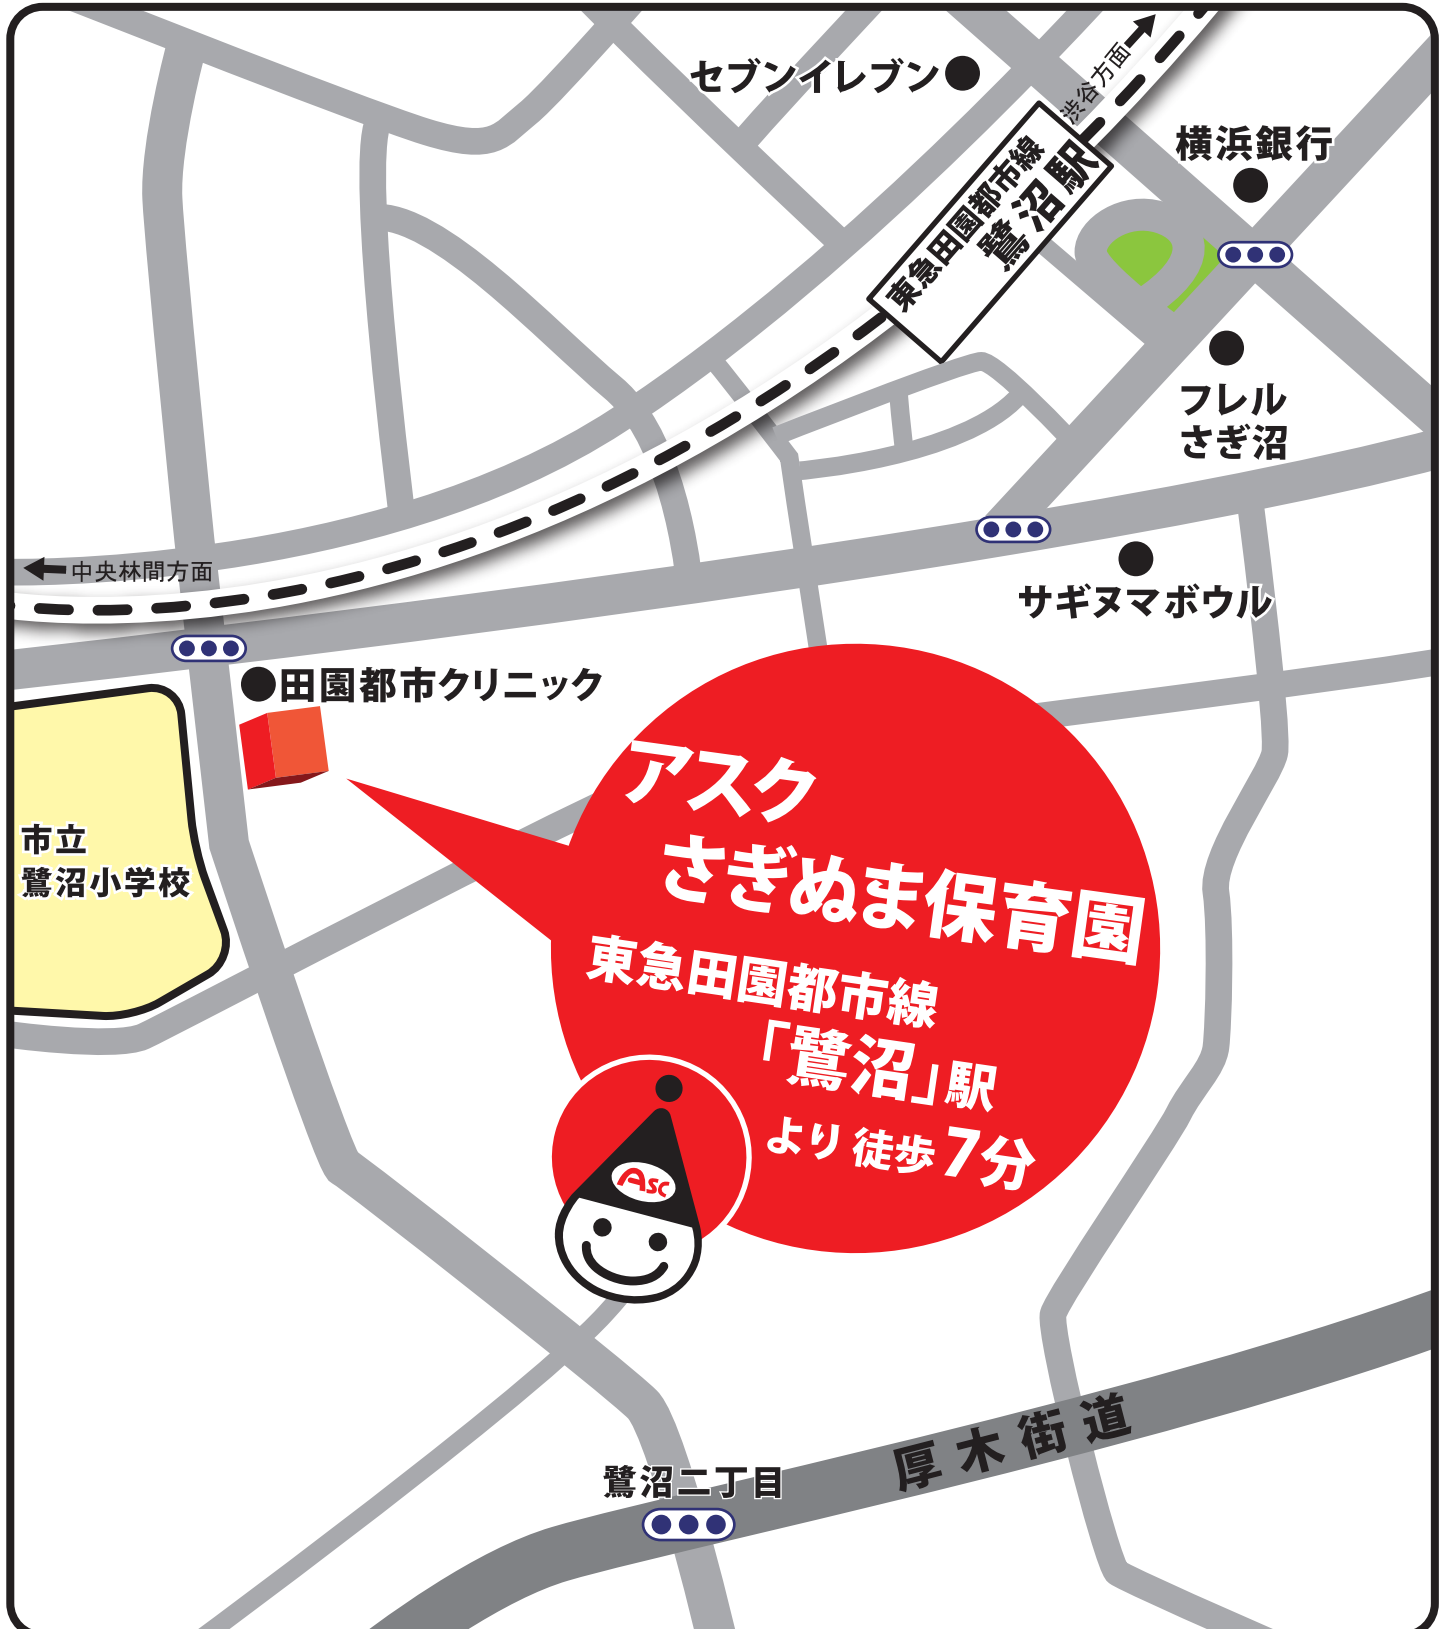 セブンイレブン
渋谷方面
横浜銀行
東急田園都市線
鷺沼駅
フレル
さぎ沼
中央林間方面
サギヌマボウル
田園都市クリニック
市立
鷺沼小学校
アスク
さぎぬま保育園
東急田園都市線
「鷺沼」駅
より 徒歩 7分
ASC
厚木街道
鷺沼二丁目